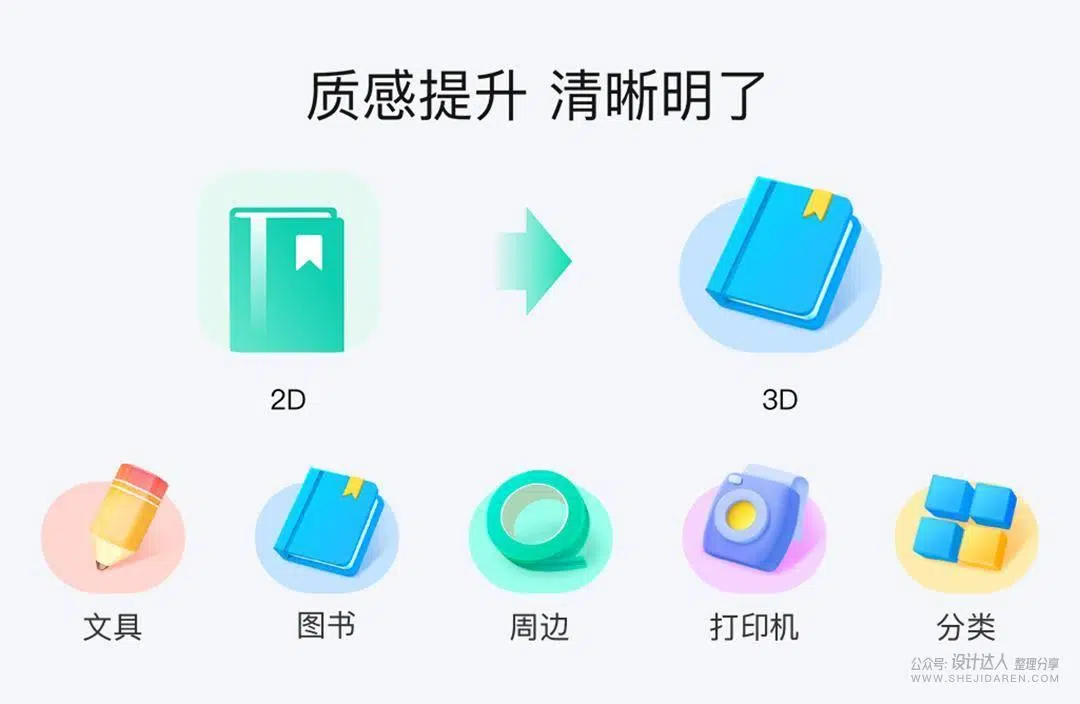 质感提升 清晰明了
2D
3D
文具
图书
周边
打印机
分类
公众号: 设计达人 整理分享
WWW.SHEJIDAREN.COM